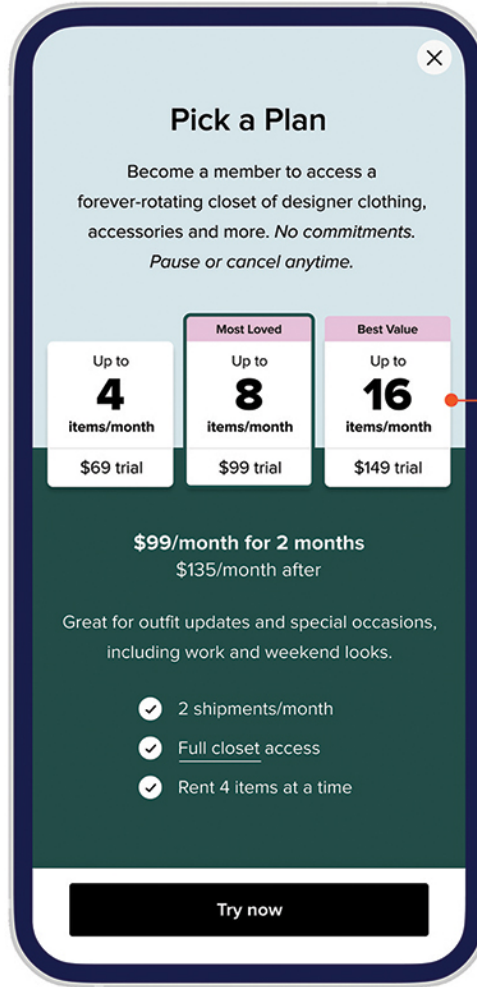 Pick a Plan
Become a member to access a
forever-rotating closet of designer clothing,
accessories and more. No commitments.
Pause or cancel anytime.
Up to
4
items/month
$69 trial
Most Loved
Up to
8
items/month
$99 trial
Best Value
Up to
16
items/month
$149 trial
$99/month for 2 months
$135/month after
Great for outfit updates and special occasions,
including work and weekend looks.
2 shipments/month
Full closet access
Rent 4 items at a time
Try now